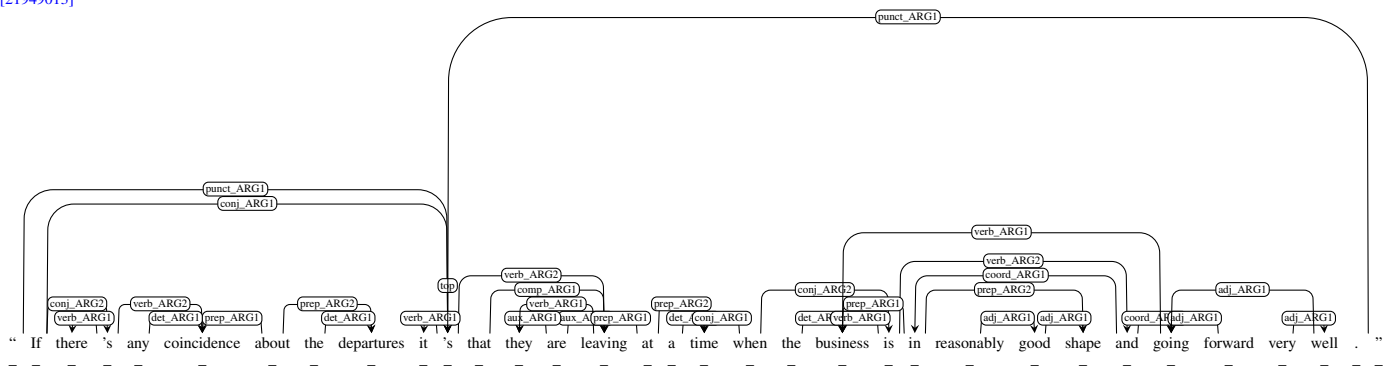 punct_ARG1
punct_ARG1
conj_ARG1
verb_ARG1
verb_ARG2
coord_ARG1
verb_ARG2
top
comp_ARG1
conj_ARG2
prep_ARG2
adj_ARG1
conj_ARG2 verb_ARG2 prep_ARG2 verb_ARG1 prep_ARG2 prep_ARG1
verb_ARG1 det_ARG1 prep_ARG1 det_ARG1 verb_ARG1 aux_ARG1 prep_ARG1 conj_ARG1 verb_ARG1 adj_ARG1 adj_ARG1 adj_ARG1 adj_ARG1
“ If there ’s any coincidence about the departures it ’s that they are leaving at a time when the business is in reasonably good shape and going forward very well . ”
_ _ _ _ _ _ _ _ _ _ _ _ _ _ _ _ _ _ _ _ _ _ _ _ _ _ _ _ _ _ _ _ _ _